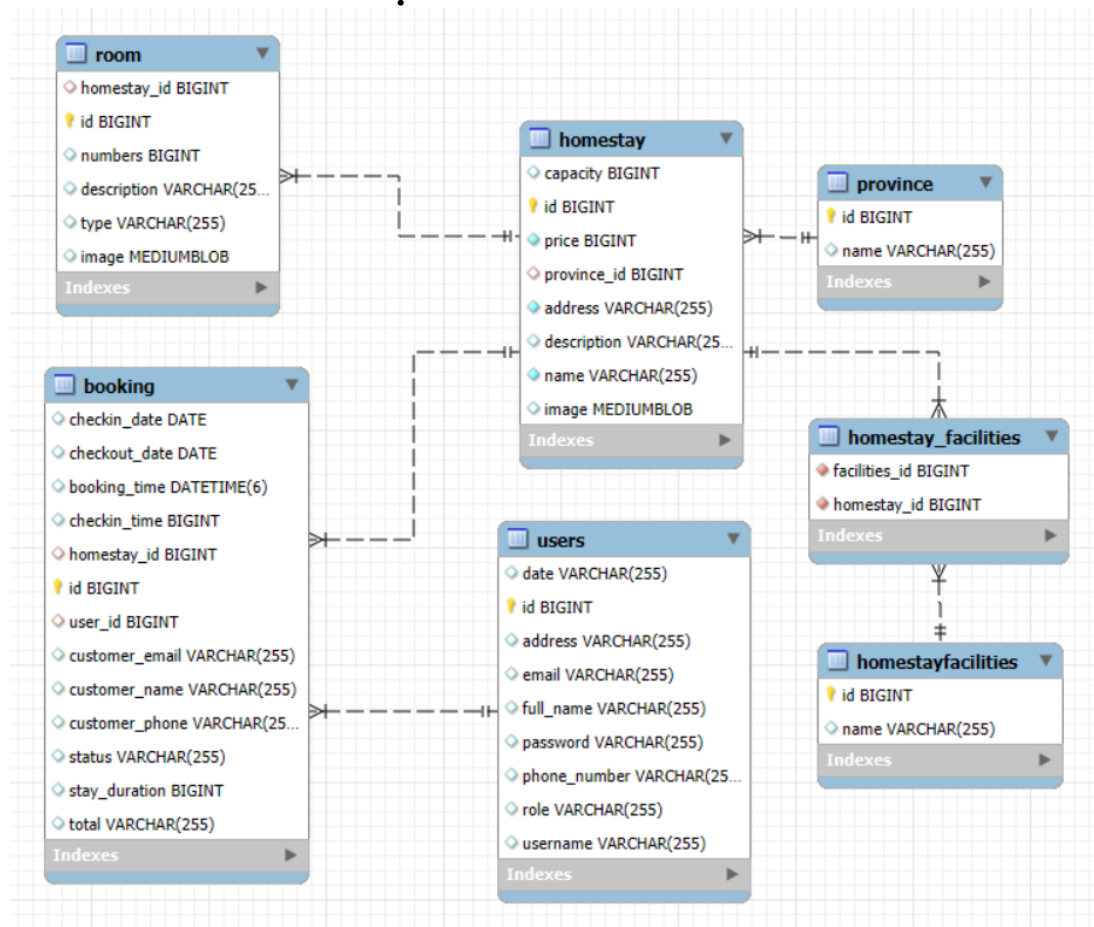 room
homestay_id BIGINT
id BIGINT
numbers BIGINT
description VARCHAR(25...
type VARCHAR(255)
image MEDIUMBLOB
Indexes
homestay
capacity BIGINT
id BIGINT
price BIGINT
province_id BIGINT
address VARCHAR(255)
description VARCHAR(25...
name VARCHAR(255)
image MEDIUMBLOB
Indexes
province
id BIGINT
name VARCHAR(255)
Indexes
booking
checkin_date DATE
checkout_date DATE
booking_time DATETIME(6)
checkin_time BIGINT
homestay_id BIGINT
id BIGINT
user_id BIGINT
customer_email VARCHAR(255)
customer_name VARCHAR(255)
customer_phone VARCHAR(25...
status VARCHAR(255)
stay_duration BIGINT
total VARCHAR(255)
Indexes
users
date VARCHAR(255)
id BIGINT
address VARCHAR(255)
email VARCHAR(255)
full_name VARCHAR(255)
password VARCHAR(255)
phone_number VARCHAR(25...
role VARCHAR(255)
username VARCHAR(255)
Indexes
homestay_facilities
facilities_id BIGINT
homestay_id BIGINT
Indexes
homestayfacilities
id BIGINT
name VARCHAR(255)
Indexes